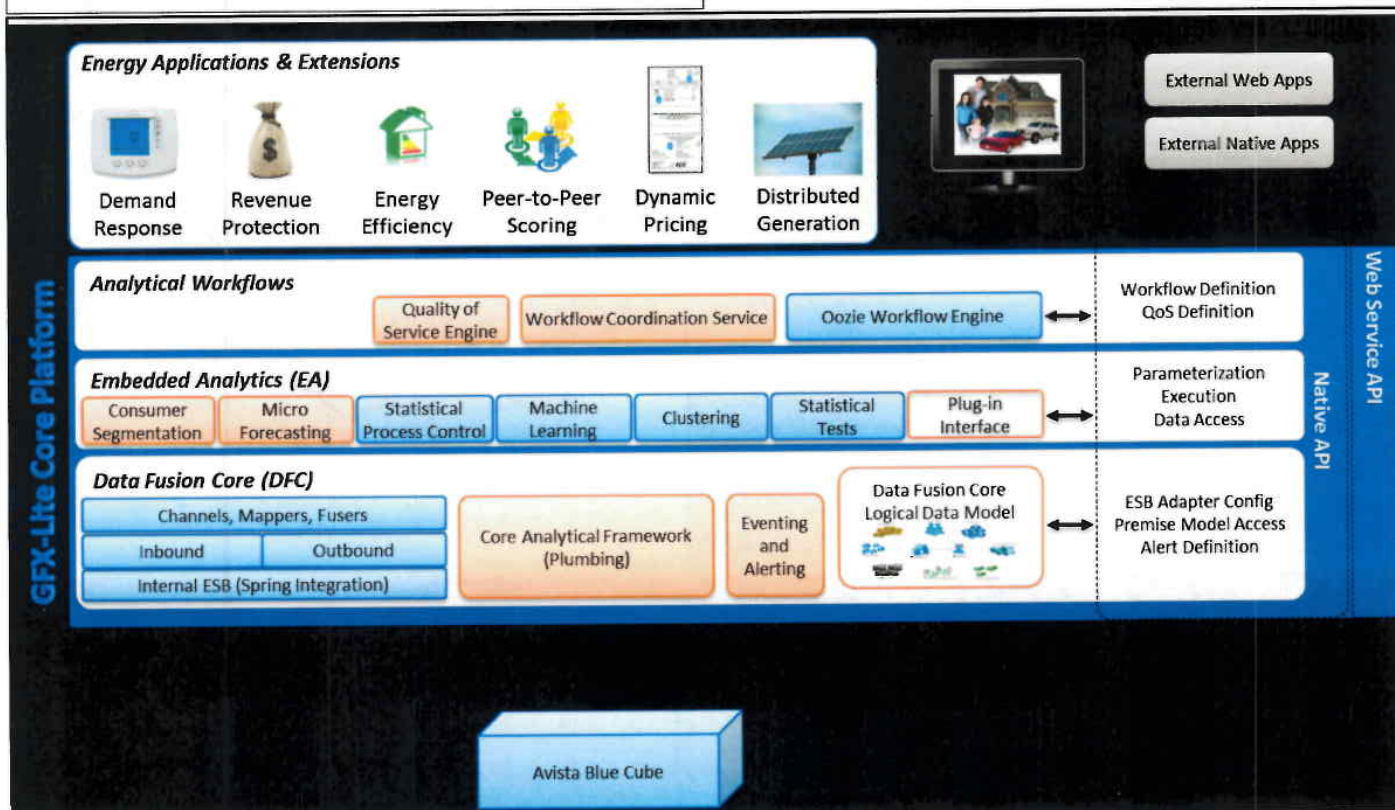 Energy Applications & Extensions
Demand
Response
Revenue
Protection
$
Energy
Efficiency
Peer-to-Peer
Scoring
Dynamic
Pricing
Distributed
Generation
External Web Apps
External Native Apps
GFX-Lite Core Platform
Analytical Workflows
Quality of
Service Engine
Workflow Coordination Service
Oozie Workflow Engine
Workflow Definition
QoS Definition
Embedded Analytics (EA)
Consumer
Segmentation
Micro
Forecasting
Statistical
Process Control
Machine
Learning
Clustering
Statistical
Tests
Plug-in
Interface
Parameterization
Execution
Data Access
Data Fusion Core (DFC)
Channels, Mappers, Fusers
Inbound
Outbound
Internal ESB (Spring Integration)
Core Analytical Framework
(Plumbing)
Eventing
and
Alerting
Data Fusion Core
Logical Data Model
ESB Adapter Config
Premise Model Access
Alert Definition
Native API
Web Service API
Avista Blue Cube